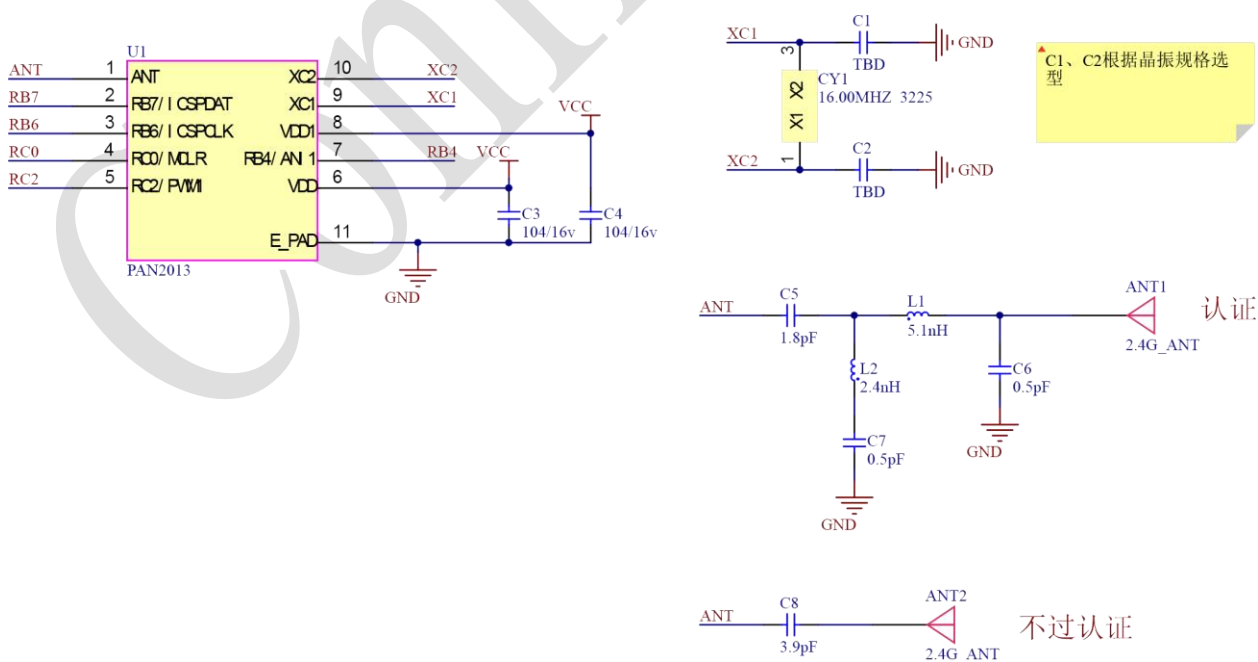 U1
ANT 1 ANT XC2 10 XC2
RB7 2 RB7/ICSPDAT XC1 9 XC1
RB6 3 RB6/ICSPCLK VDD1 8 VCC
RC0 4 RC0/MDLR RB4/AN1 7 RB4
RC2 5 RC2/PWM1 VDD 6 VCC
E_PAD 11
PAN2013
C3
104/16v
C4
104/16v
GND
XC1
C1
TBD
GND
3
X1 X2
1
CY1
16.00MHZ 3225
XC2
C2
TBD
GND
C1、C2根据晶振规格选
型
ANT
C5
1.8pF
L1
5.1nH
ANT1
2.4G_ANT
认证
L2
2.4nH
C6
0.5pF
GND
C7
0.5pF
GND
ANT
C8
3.9pF
ANT2
2.4G_ANT
不过认证